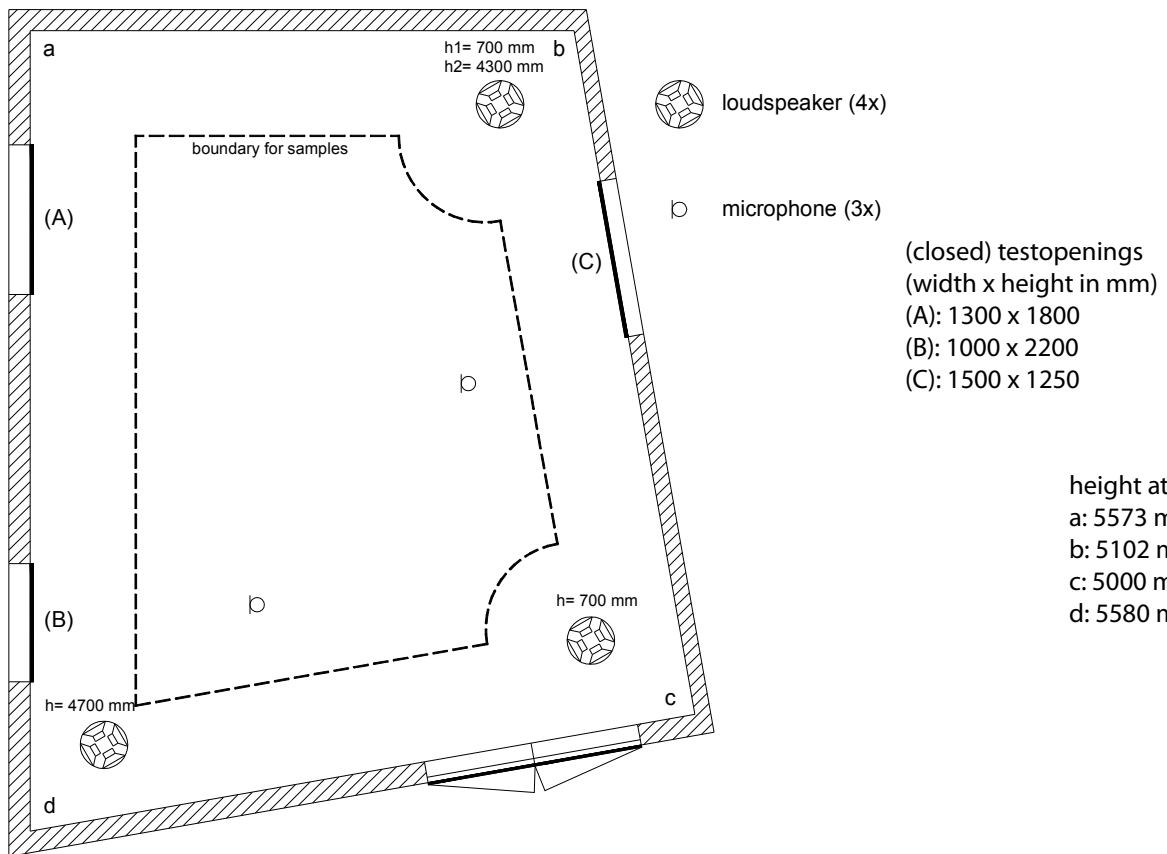 a
h1= 700 mm
h2= 4300 mm
b
loudspeaker (4x)
boundary for samples
(A)
microphone (3x)
(C)
(closed) testopenings
(width x height in mm)
(A): 1300 x 1800
(B): 1000 x 2200
(C): 1500 x 1250
height at
a: 5573 m
b: 5102 m
c: 5000 m
d: 5580 m
(B)
h= 700 mm
h= 4700 mm
c
d